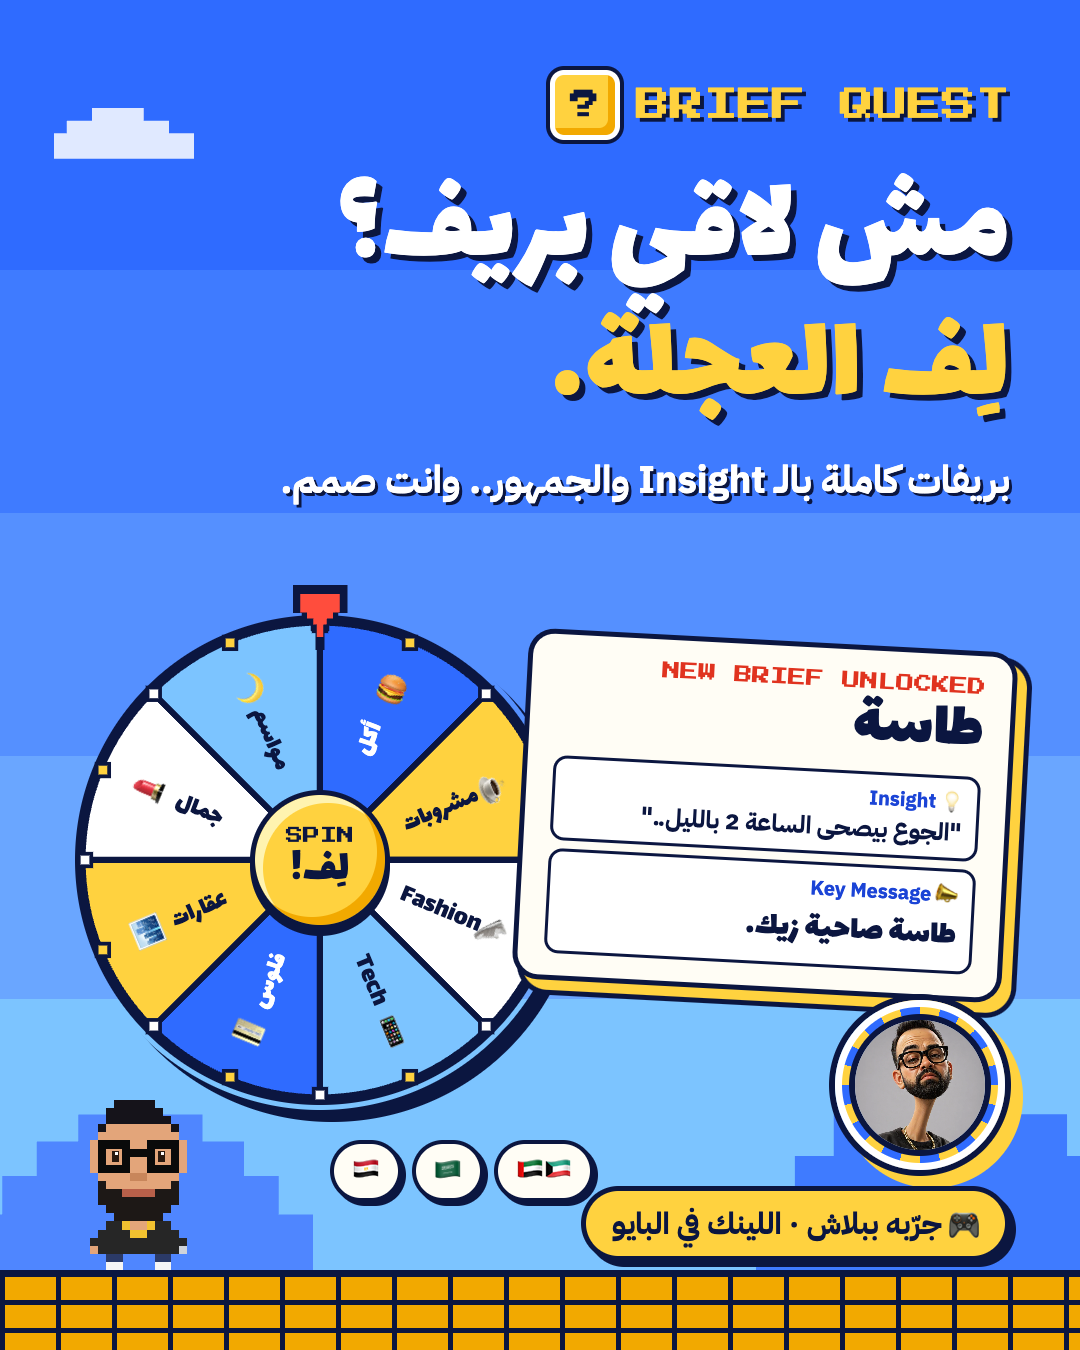 ? BRIEF QUEST
مش لاقي بريف؟
لِف العجلة.
بريفات كاملة بالـ Insight والجمهور.. وانت صمم.
مواسم
أكل
جمال
مشروبات
SPIN
لِف!
عقارات
Fashion
فلوس
Tech
NEW BRIEF UNLOCKED
طاسة
Insight
"الجوع بيصحى الساعة 2 بالليل.."
Key Message
طاسة صاحية زيك.
جرّبه ببلاش · اللينك في البايو